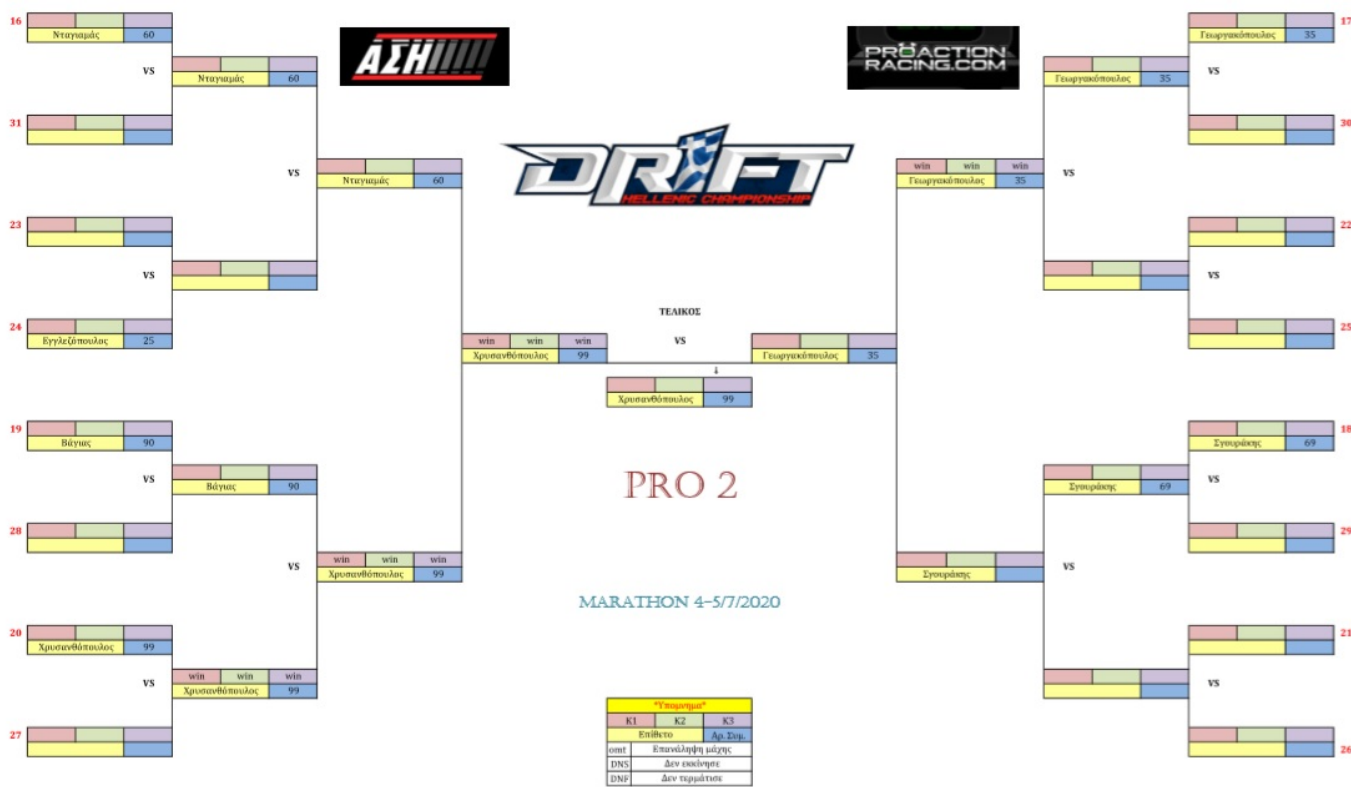 16
17
Νταγιαμάς 60
Γεωργακόπουλος 35
ΑΣΗ
PROACTION
RACING.COM
VS
VS
Νταγιαμάς 60
Γεωργακόπουλος 35
31
30
DRIFT
HELLENIC CHAMPIONSHIP
VS
win win win
VS
Νταγιαμάς 60
Γεωργακόπουλος 35
23
22
VS
VS
ΤΕΛΙΚΟΣ
24
25
Εγγλεζόπουλος 25
win win win
VS
Χρυσανθόπουλος 99
Γεωργακόπουλος 35
↓
Χρυσανθόπουλος 99
19
18
Βάγιας 90
Σγουράκης 69
VS
VS
Βάγιας 90
Σγουράκης 69
PRO 2
28
29
VS
win win win
VS
Χρυσανθόπουλος 99
Σγουράκης
MARATHON 4-5/7/2020
20
21
Χρυσανθόπουλος 99
VS
win win win
VS
Χρυσανθόπουλος 99
27
26
"Υπομνημα"
K1 K2 K3
Επίθετο Αρ. Συμ.
omt Επανάληψη μάχης
DNS Δεν εκκίνησε
DNF Δεν τερμάτισε